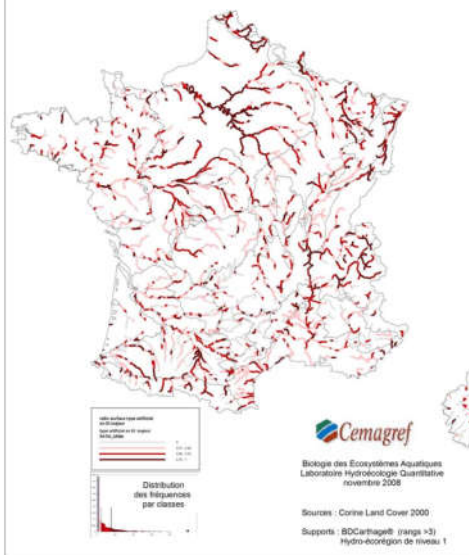 Distribution
des fréquences
par classes
Cemagref
Biologie des Ecosystèmes Aquatiques
Laboratoire Hydroécologie Quantitative
novembre 2008
Sources : Corine Land Cover 2000
Supports : BDCarthage® (rangs >3)
Hydro-écorégion de niveau 1